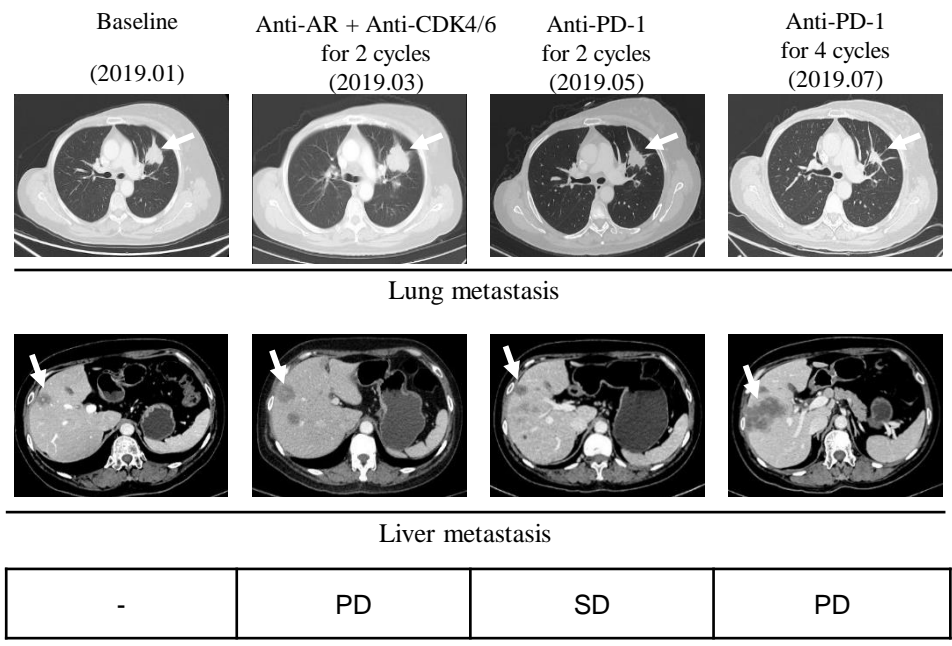 Baseline
(2019.01)
Anti-AR + Anti-CDK4/6
for 2 cycles
(2019.03)
Anti-PD-1
for 2 cycles
(2019.05)
Anti-PD-1
for 4 cycles
(2019.07)
Lung metastasis
Liver metastasis
- PD SD PD